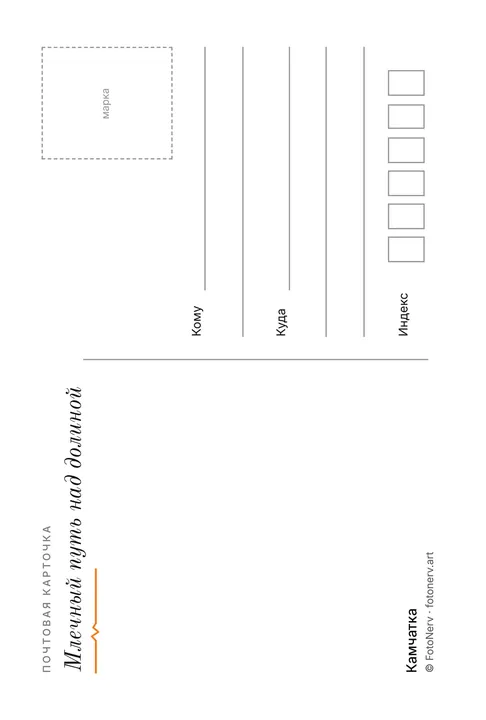 ПОЧТОВАЯ КАРТОЧКА
Млечный путь над долиной
марка
Кому
Куда
Индекс
Камчатка
© FotoNerv · fotonerv.art